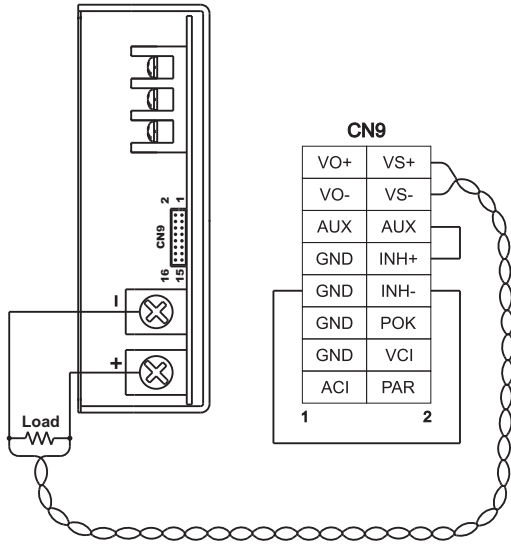 2 1
CN9
16 15
-
+
Load
CN9
VO+ VS+
VO- VS-
AUX AUX
GND INH+
GND INH-
GND POK
GND VCI
ACI PAR
1 2